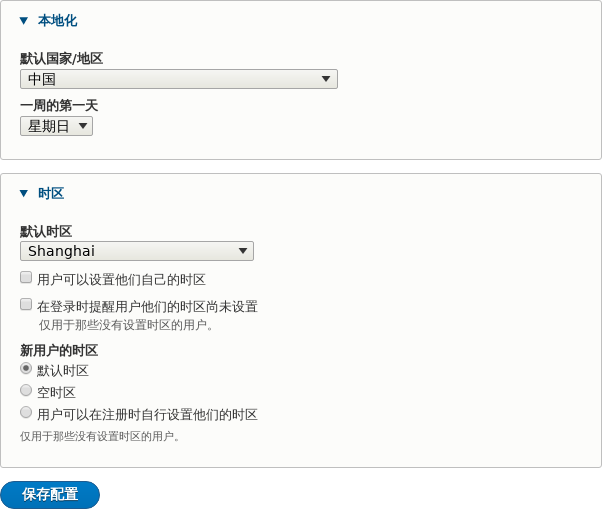 本地化
默认国家/地区
中国
一周的第一天
星期日
时区
默认时区
Shanghai
用户可以设置他们自己的时区
在登录时提醒用户他们的时区尚未设置
仅用于那些没有设置时区的用户。
新用户的时区
默认时区
空时区
用户可以在注册时自行设置他们的时区
仅用于那些没有设置时区的用户。
保存配置